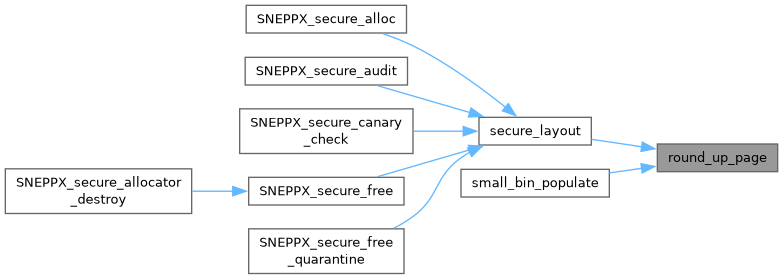 SNEPPX_secure_alloc
SNEPPX_secure_audit
SNEPPX_secure_canary
_check
secure_layout
round_up_page
SNEPPX_secure_allocator
_destroy
SNEPPX_secure_free
small_bin_populate
SNEPPX_secure_free
_quarantine